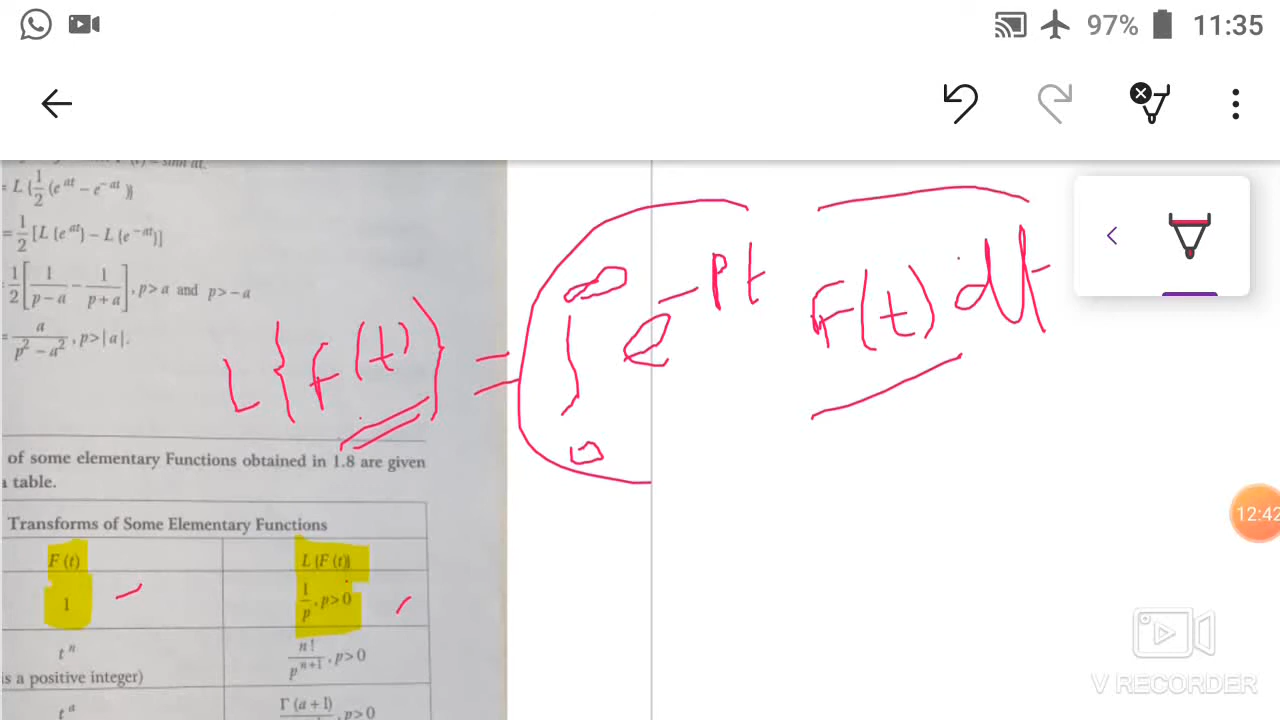 97% 11:35
= L {1/2 (e^at – e^–at )}
= 1/2 [L {e^at} – L {e^–at)}]
1/2 [1/(p – a) – 1/(p + a)], p > a and p > – a
= a/(p² – a²), p > |a|.
L{F(t)} = ∫₀^∞ e^–pt F(t) dt
of some elementary Functions obtained in 1.8 are given
a table.
Transforms of Some Elementary Functions
F (t) L {F (t)}
1 1/p, p > 0
t^n n!/p^(n+1), p > 0
is a positive integer)
t^a Γ (a + 1) , p > 0
12:42
V RECORDER